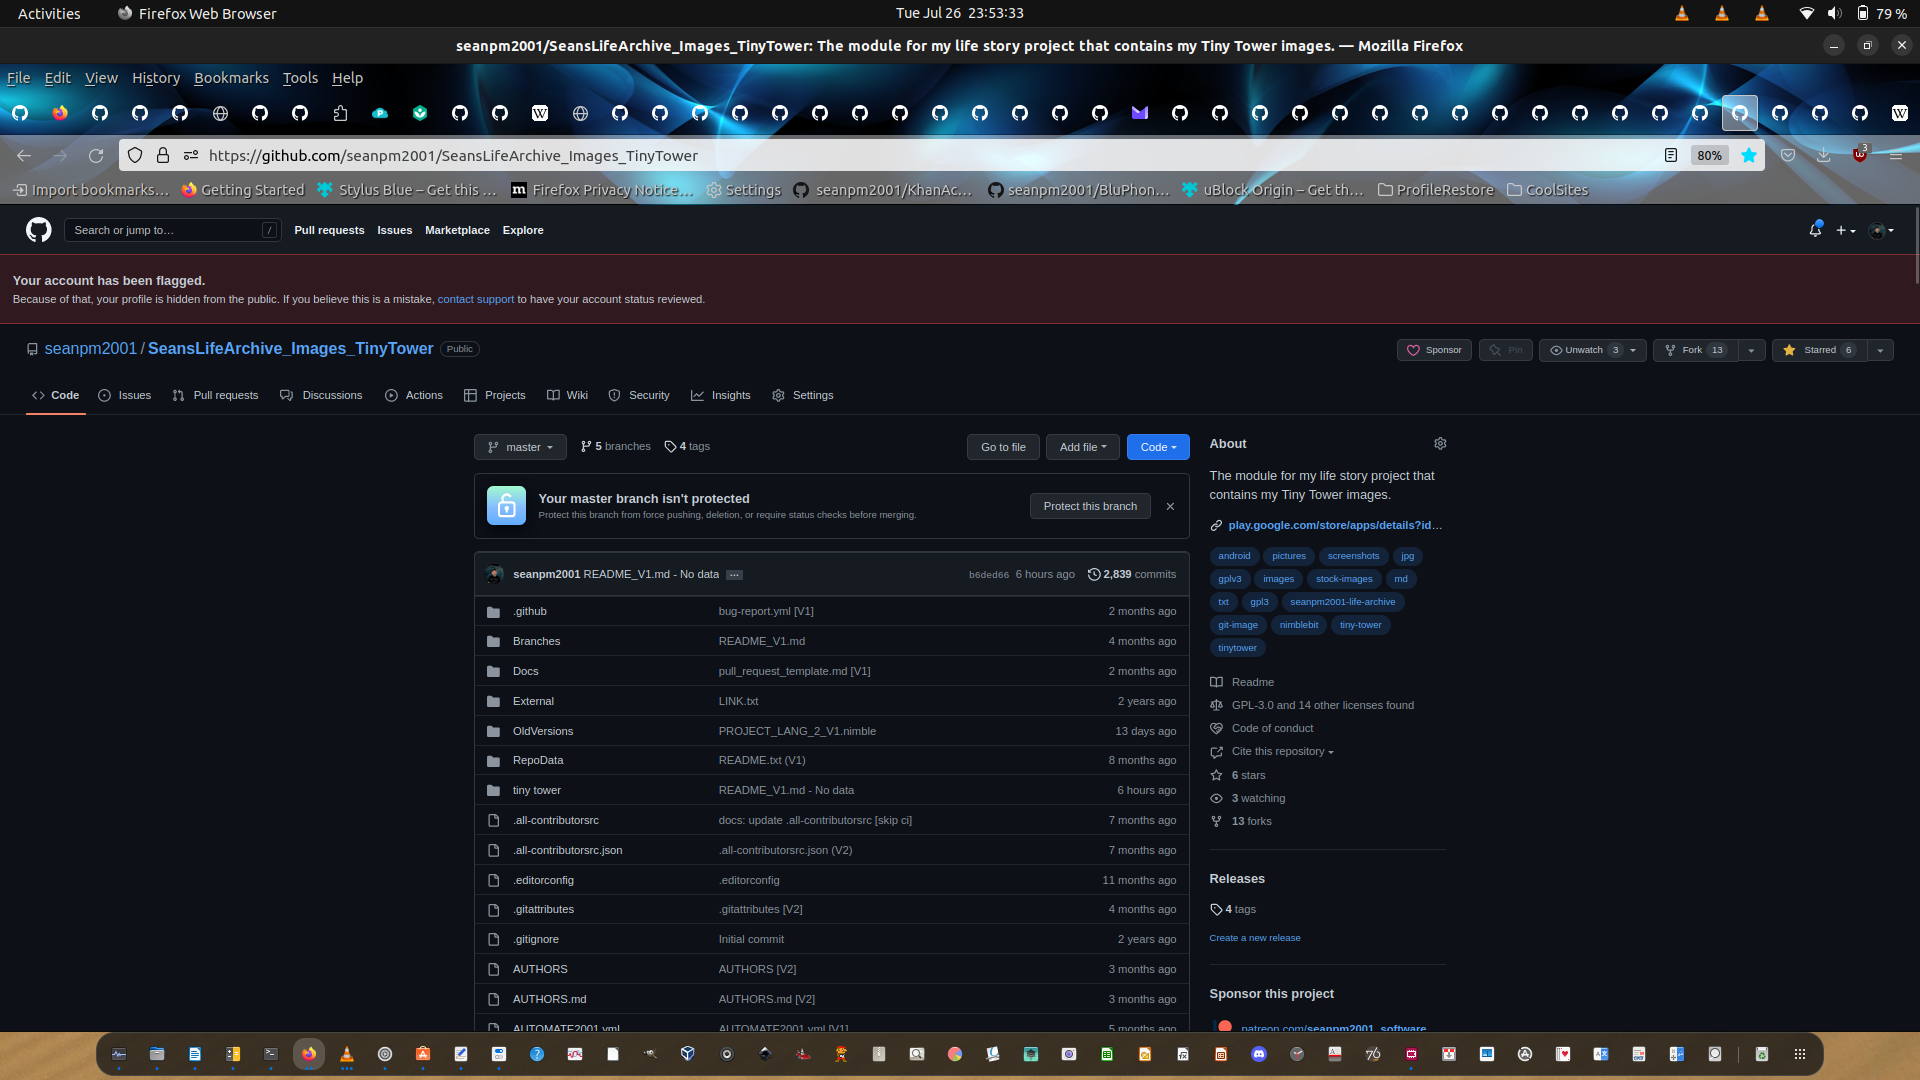 Activities
Firefox Web Browser
Tue Jul 26 23:53:33
79 %
seanpm2001/SeansLifeArchive_Images_TinyTower: The module for my life story project that contains my Tiny Tower images. — Mozilla Firefox
File Edit View History Bookmarks Tools Help
https://github.com/seanpm2001/SeansLifeArchive_Images_TinyTower
80%
3
Import bookmarks… Getting Started Stylus Blue – Get this … Firefox Privacy Notice… Settings seanpm2001/KhanAc… seanpm2001/BluPhon… uBlock Origin – Get th… ProfileRestore CoolSites
Search or jump to…
/
Pull requests Issues Marketplace Explore
Your account has been flagged.
Because of that, your profile is hidden from the public. If you believe this is a mistake, contact support to have your account status reviewed.
seanpm2001 / SeansLifeArchive_Images_TinyTower Public
Sponsor Pin Unwatch 3 Fork 13 Starred 6
Code Issues Pull requests Discussions Actions Projects Wiki Security Insights Settings
master 5 branches 4 tags
Go to file Add file Code
Your master branch isn't protected
Protect this branch from force pushing, deletion, or require status checks before merging.
Protect this branch
seanpm2001 README_V1.md - No data … b6ded66 6 hours ago 2,839 commits
.github bug-report.yml [V1] 2 months ago
Branches README_V1.md 4 months ago
Docs pull_request_template.md [V1] 2 months ago
External LINK.txt 2 years ago
OldVersions PROJECT_LANG_2_V1.nimble 13 days ago
RepoData README.txt (V1) 8 months ago
tiny tower README_V1.md - No data 6 hours ago
.all-contributorsrc docs: update .all-contributorsrc [skip ci] 7 months ago
.all-contributorsrc.json .all-contributorsrc.json (V2) 7 months ago
.editorconfig .editorconfig 11 months ago
.gitattributes .gitattributes [V2] 4 months ago
.gitignore Initial commit 2 years ago
AUTHORS AUTHORS [V2] 3 months ago
AUTHORS.md AUTHORS.md [V2] 3 months ago
AUTOMATE2001.yml AUTOMATE2001.yml [V1] 5 months ago
About
The module for my life story project that
contains my Tiny Tower images.
play.google.com/store/apps/details?id…
android pictures screenshots jpg
gplv3 images stock-images md
txt gpl3 seanpm2001-life-archive
git-image nimblebit tiny-tower
tinytower
Readme
GPL-3.0 and 14 other licenses found
Code of conduct
Cite this repository
6 stars
3 watching
13 forks
Releases
4 tags
Create a new release
Sponsor this project
patreon.com/seanpm2001_software